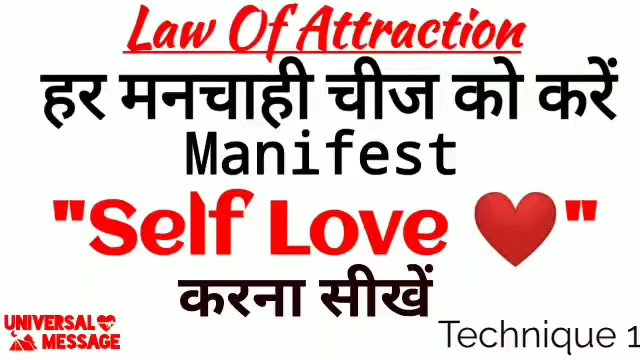 Law Of Attraction
हर मनचाही चीज को करें
Manifest
"Self Love ❤️"
करना सीखें
UNIVERSAL
MESSAGE
Technique 1